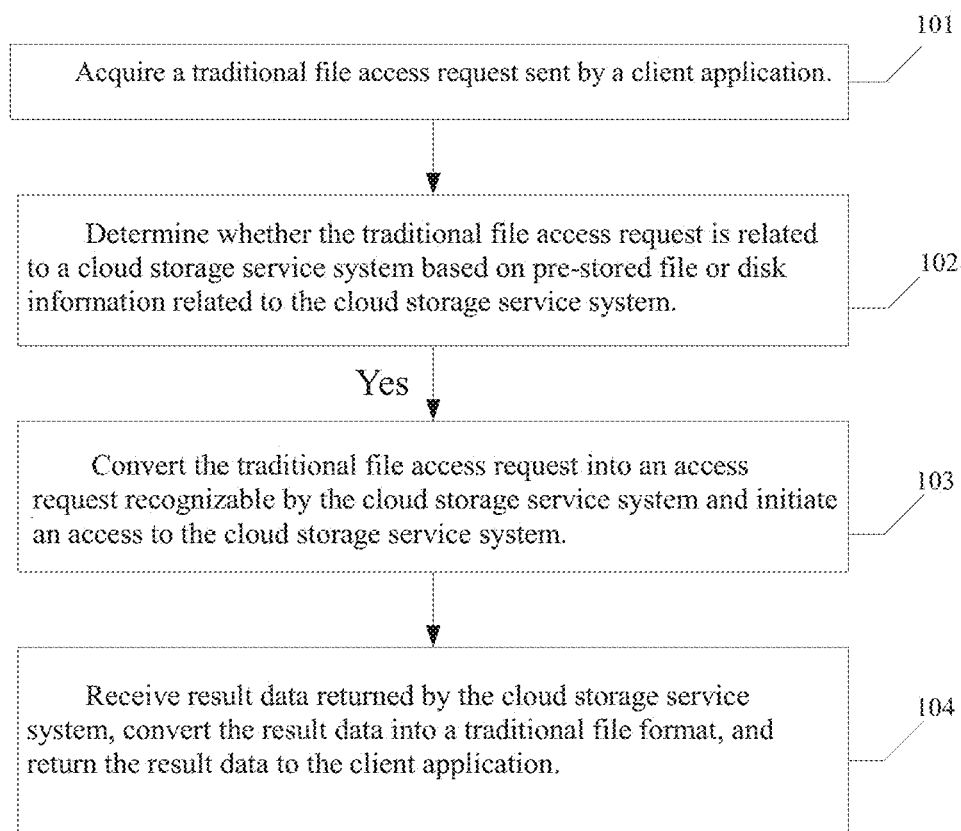 101
Acquire a traditional file access request sent by a client application.
Determine whether the traditional file access request is related
to a cloud storage service system based on pre-stored file or disk
information related to the cloud storage service system.
102
Yes
Convert the traditional file access request into an access
request recognizable by the cloud storage service system and initiate
an access to the cloud storage service system.
103
Receive result data returned by the cloud storage service
system, convert the result data into a traditional file format, and
return the result data to the client application.
104